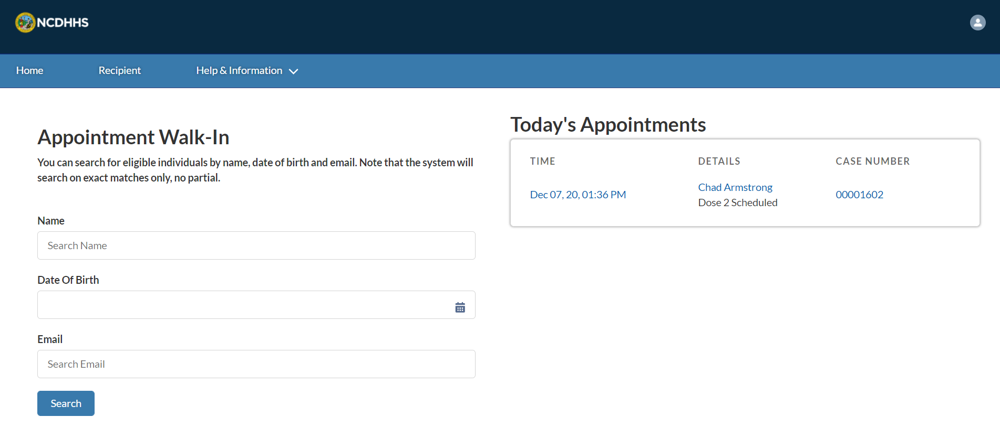 NCDHHS
Home Recipient Help & Information
Appointment Walk-In
You can search for eligible individuals by name, date of birth and email. Note that the system will
search on exact matches only, no partial.
Name
Search Name
Date Of Birth
Email
Search Email
Search
Today's Appointments
TIME DETAILS CASE NUMBER
Dec 07, 20, 01:36 PM Chad Armstrong 00001602
Dose 2 Scheduled